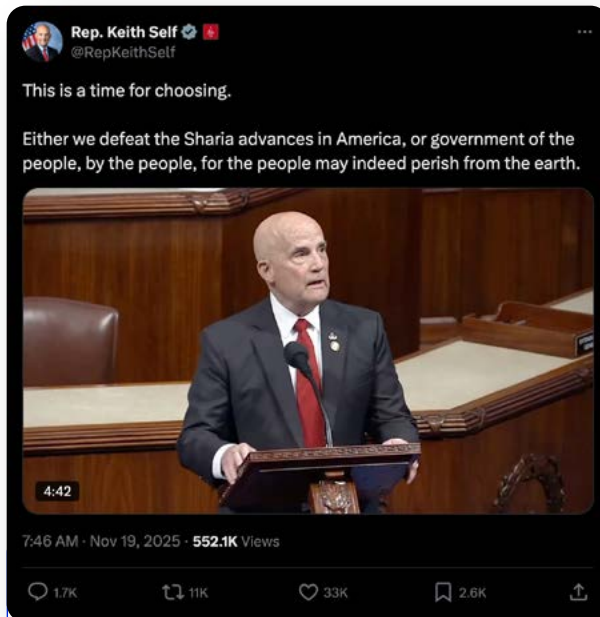 Rep. Keith Self
@RepKeithSelf
This is a time for choosing.
Either we defeat the Sharia advances in America, or government of the
people, by the people, for the people may indeed perish from the earth.
4:42
7:46 AM · Nov 19, 2025 · 552.1K Views
1.7K 11K 33K 2.6K